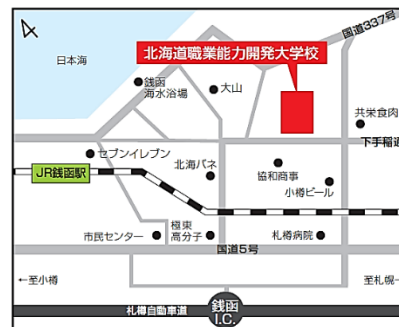 国道337号
北海道職業能力開発大学校
日本海
銭函
海水浴場
大山
共栄食肉
下手稲通
セブンイレブン
JR銭函駅
北海バネ
協和商事
小樽ビール
市民センター
極東
高分子
札樽病院
国道5号
←至小樽
至札幌→
札樽自動車道
銭函
I.C.